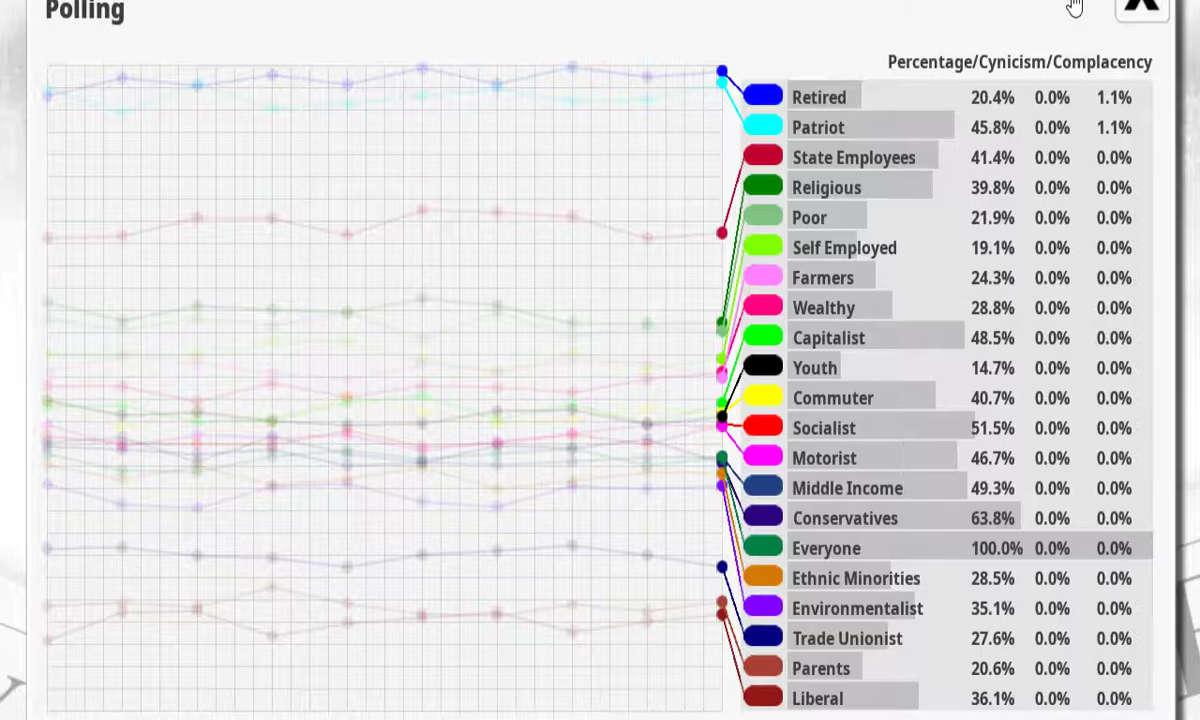 Polling
X
Percentage/Cynicism/Complacency
Retired 20.4% 0.0% 1.1%
Patriot 45.8% 0.0% 1.1%
State Employees 41.4% 0.0% 0.0%
Religious 39.8% 0.0% 0.0%
Poor 21.9% 0.0% 0.0%
Self Employed 19.1% 0.0% 0.0%
Farmers 24.3% 0.0% 0.0%
Wealthy 28.8% 0.0% 0.0%
Capitalist 48.5% 0.0% 0.0%
Youth 14.7% 0.0% 0.0%
Commuter 40.7% 0.0% 0.0%
Socialist 51.5% 0.0% 0.0%
Motorist 46.7% 0.0% 0.0%
Middle Income 49.3% 0.0% 0.0%
Conservatives 63.8% 0.0% 0.0%
Everyone 100.0% 0.0% 0.0%
Ethnic Minorities 28.5% 0.0% 0.0%
Environmentalist 35.1% 0.0% 0.0%
Trade Unionist 27.6% 0.0% 0.0%
Parents 20.6% 0.0% 0.0%
Liberal 36.1% 0.0% 0.0%